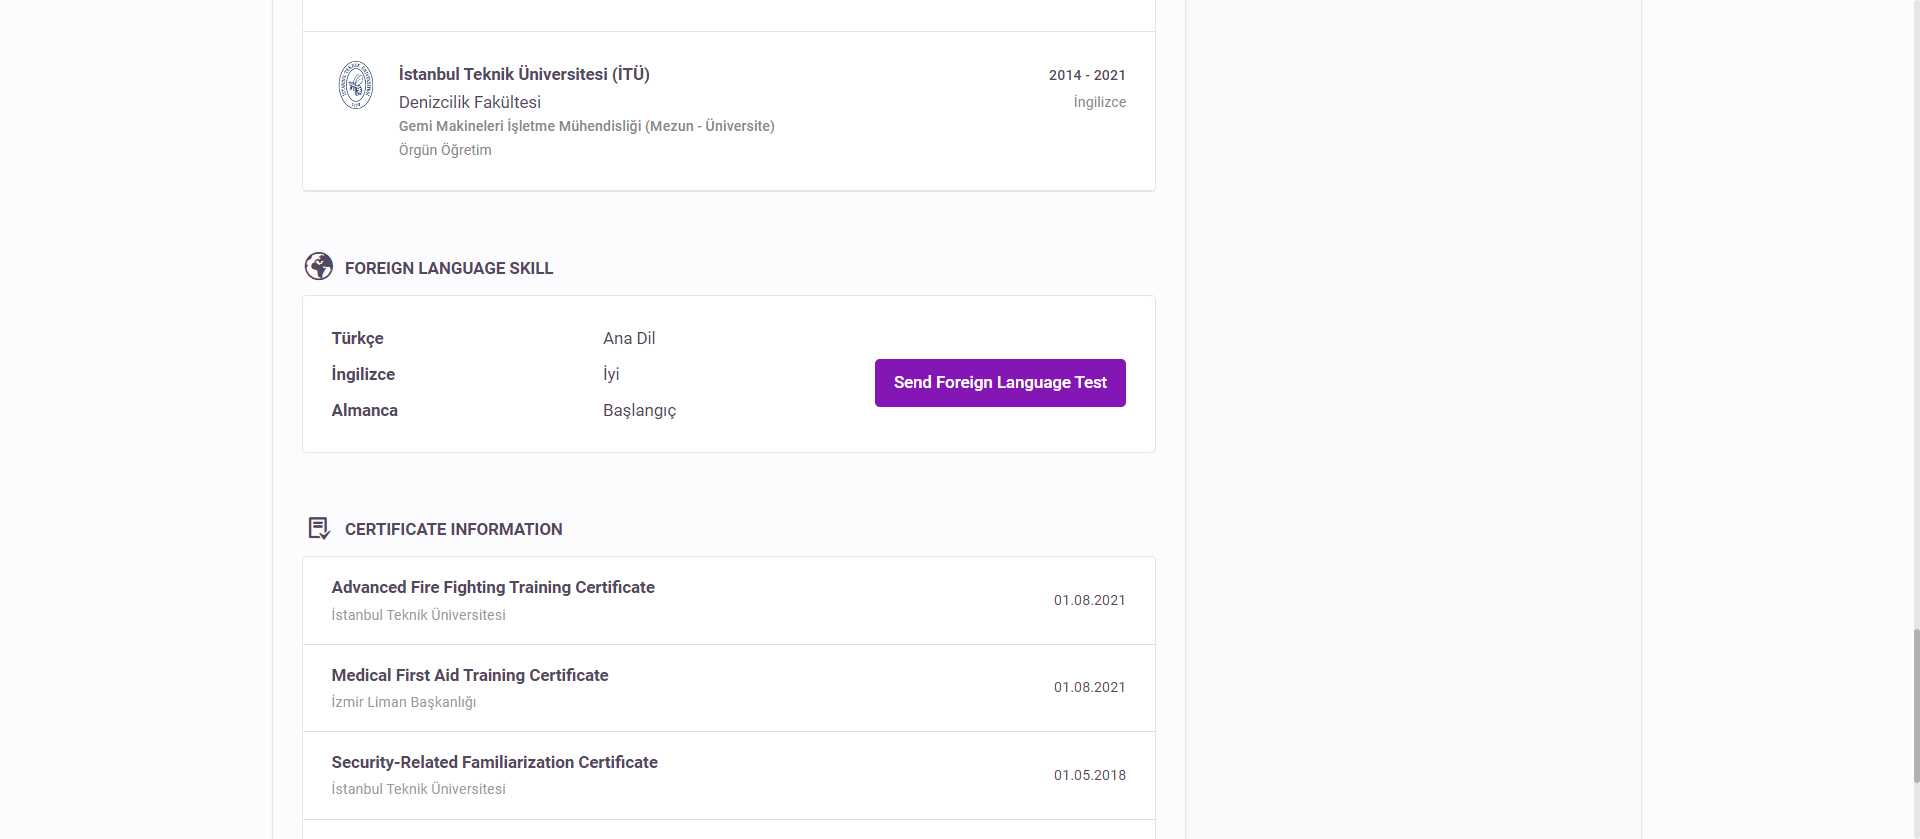 İstanbul Teknik Üniversitesi (İTÜ)
2014 - 2021
Denizcilik Fakültesi
İngilizce
Gemi Makineleri İşletme Mühendisliği (Mezun - Üniversite)
Örgün Öğretim
FOREIGN LANGUAGE SKILL
Türkçe
Ana Dil
İngilizce
İyi
Send Foreign Language Test
Almanca
Başlangıç
CERTIFICATE INFORMATION
Advanced Fire Fighting Training Certificate
01.08.2021
İstanbul Teknik Üniversitesi
Medical First Aid Training Certificate
01.08.2021
İzmir Liman Başkanlığı
Security-Related Familiarization Certificate
01.05.2018
İstanbul Teknik Üniversitesi